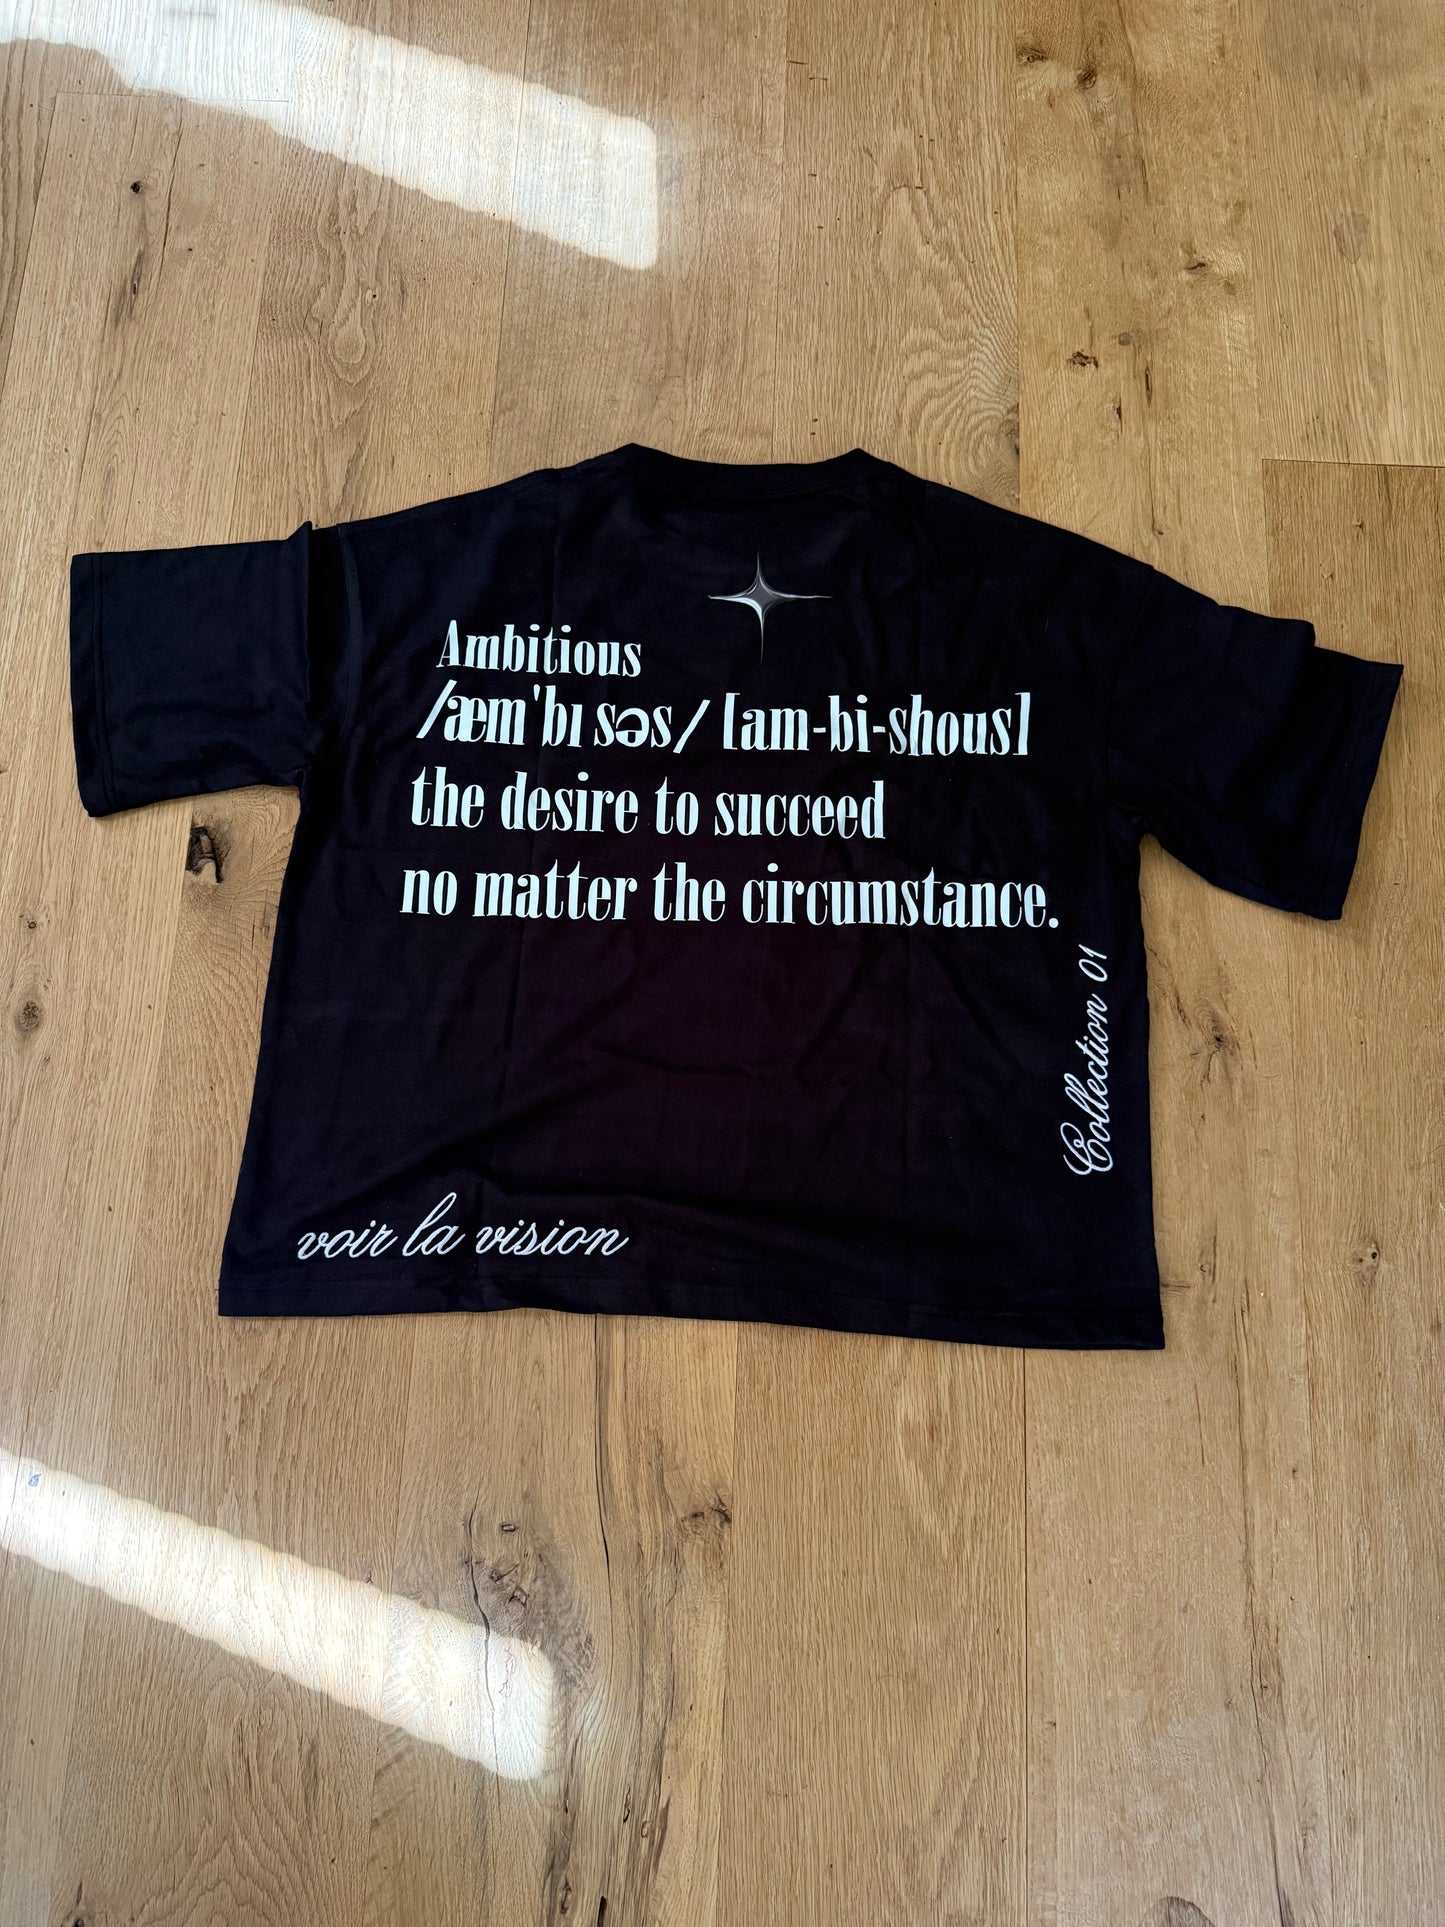 Ambitious
/æm'bɪ səs/ [am-bi-shous]
the desire to succeed
no matter the circumstance.
Collection 01
voir la vision